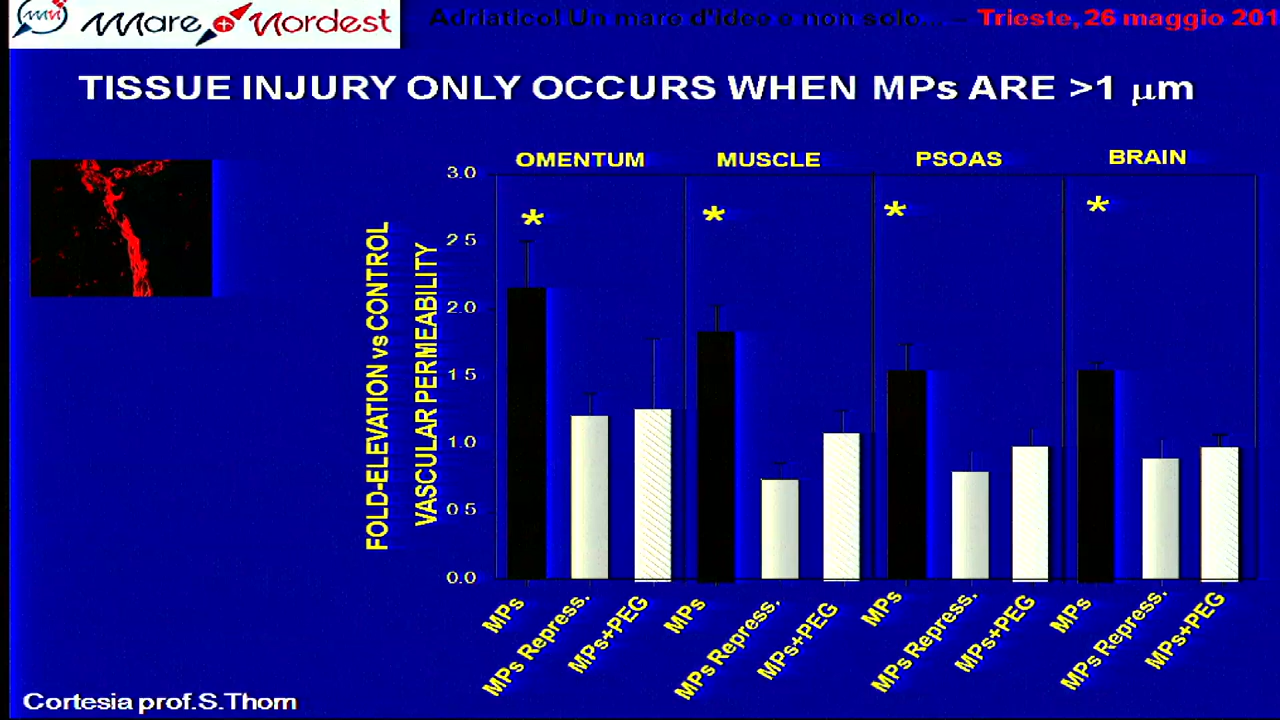 Mare Nordest
Adriatico! Un mare d'idee e non solo... – Trieste, 26 maggio 201
TISSUE INJURY ONLY OCCURS WHEN MPs ARE >1 μm
OMENTUM MUSCLE PSOAS BRAIN
FOLD-ELEVATION vs CONTROL
VASCULAR PERMEABILITY
3.0
2.5
2.0
1.5
1.0
0.5
0.0
* * * *
MPs MPs Repress. MPs+PEG MPs MPs Repress. MPs+PEG MPs MPs Repress. MPs+PEG MPs MPs Repress. MPs+PEG
Cortesia prof.S.Thom